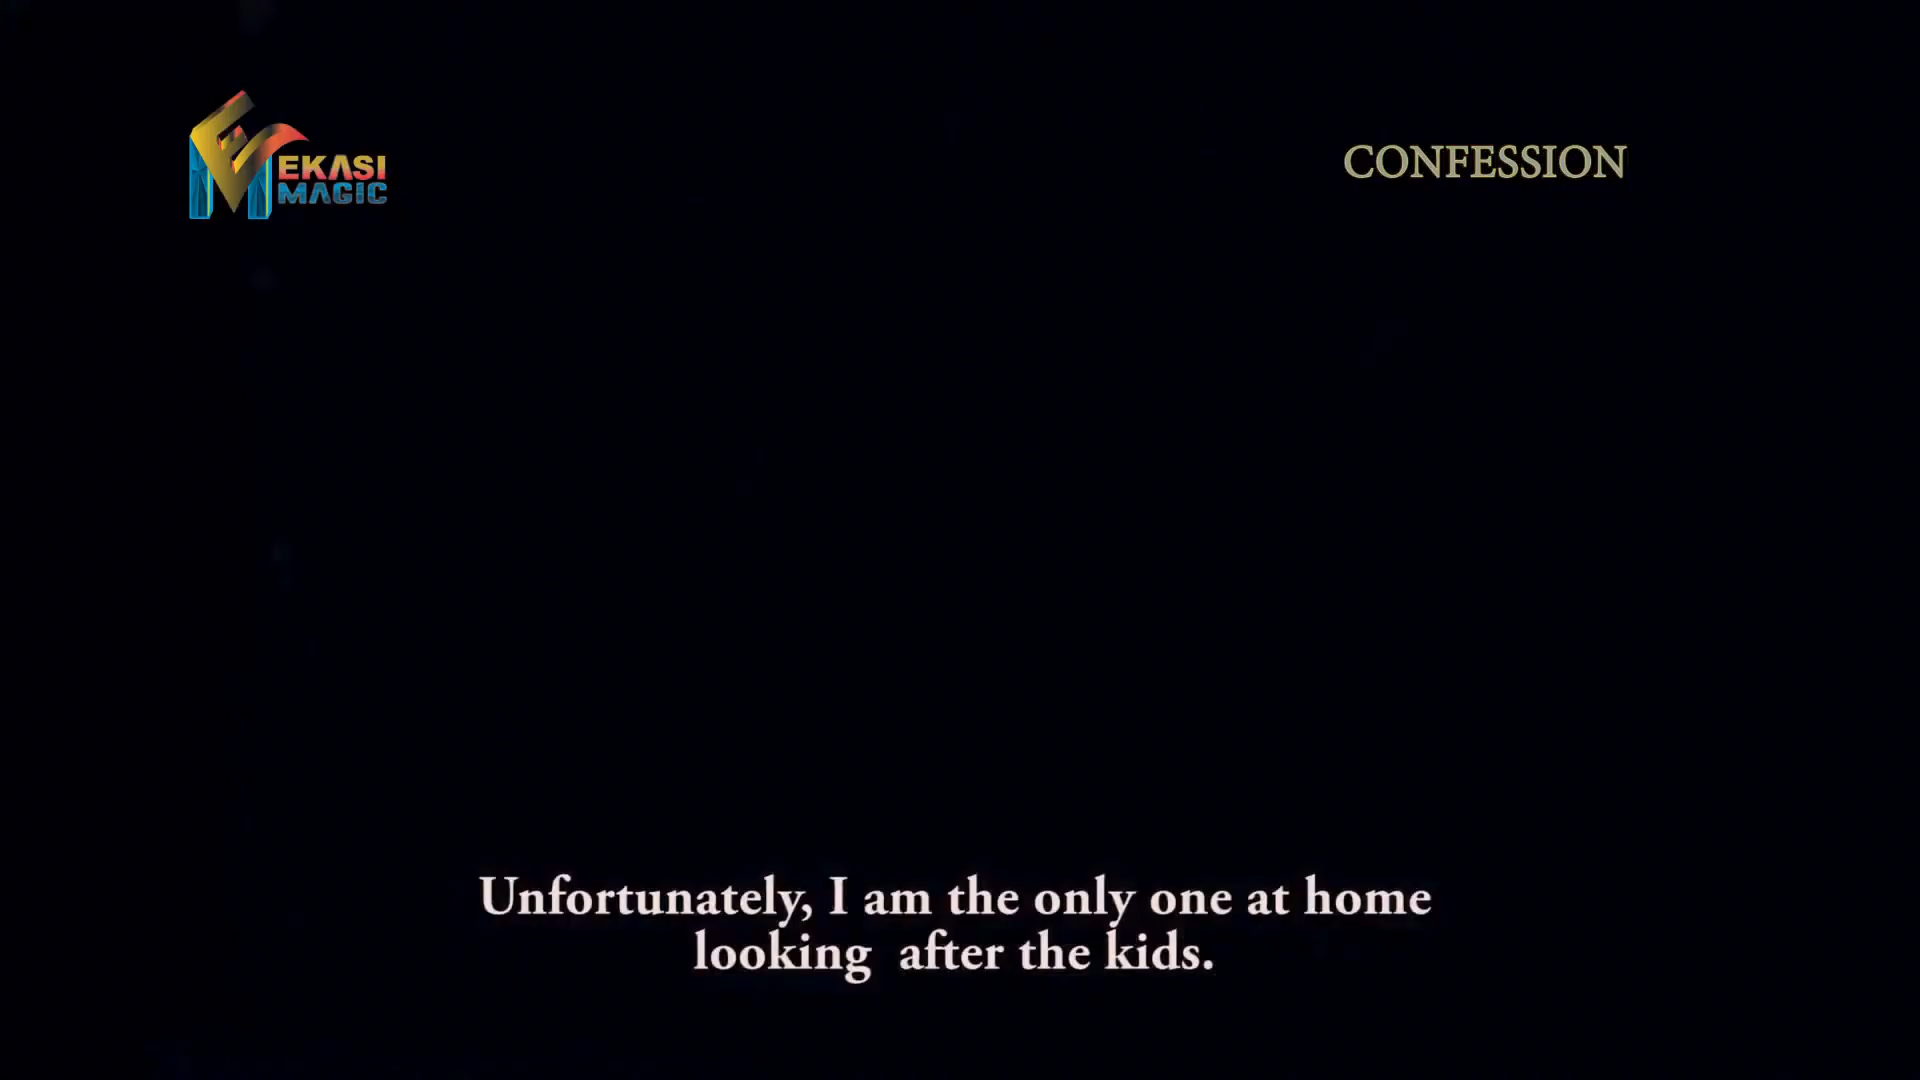 EKASI
MAGIC
CONFESSION
Unfortunately, I am the only one at home
looking  after the kids.